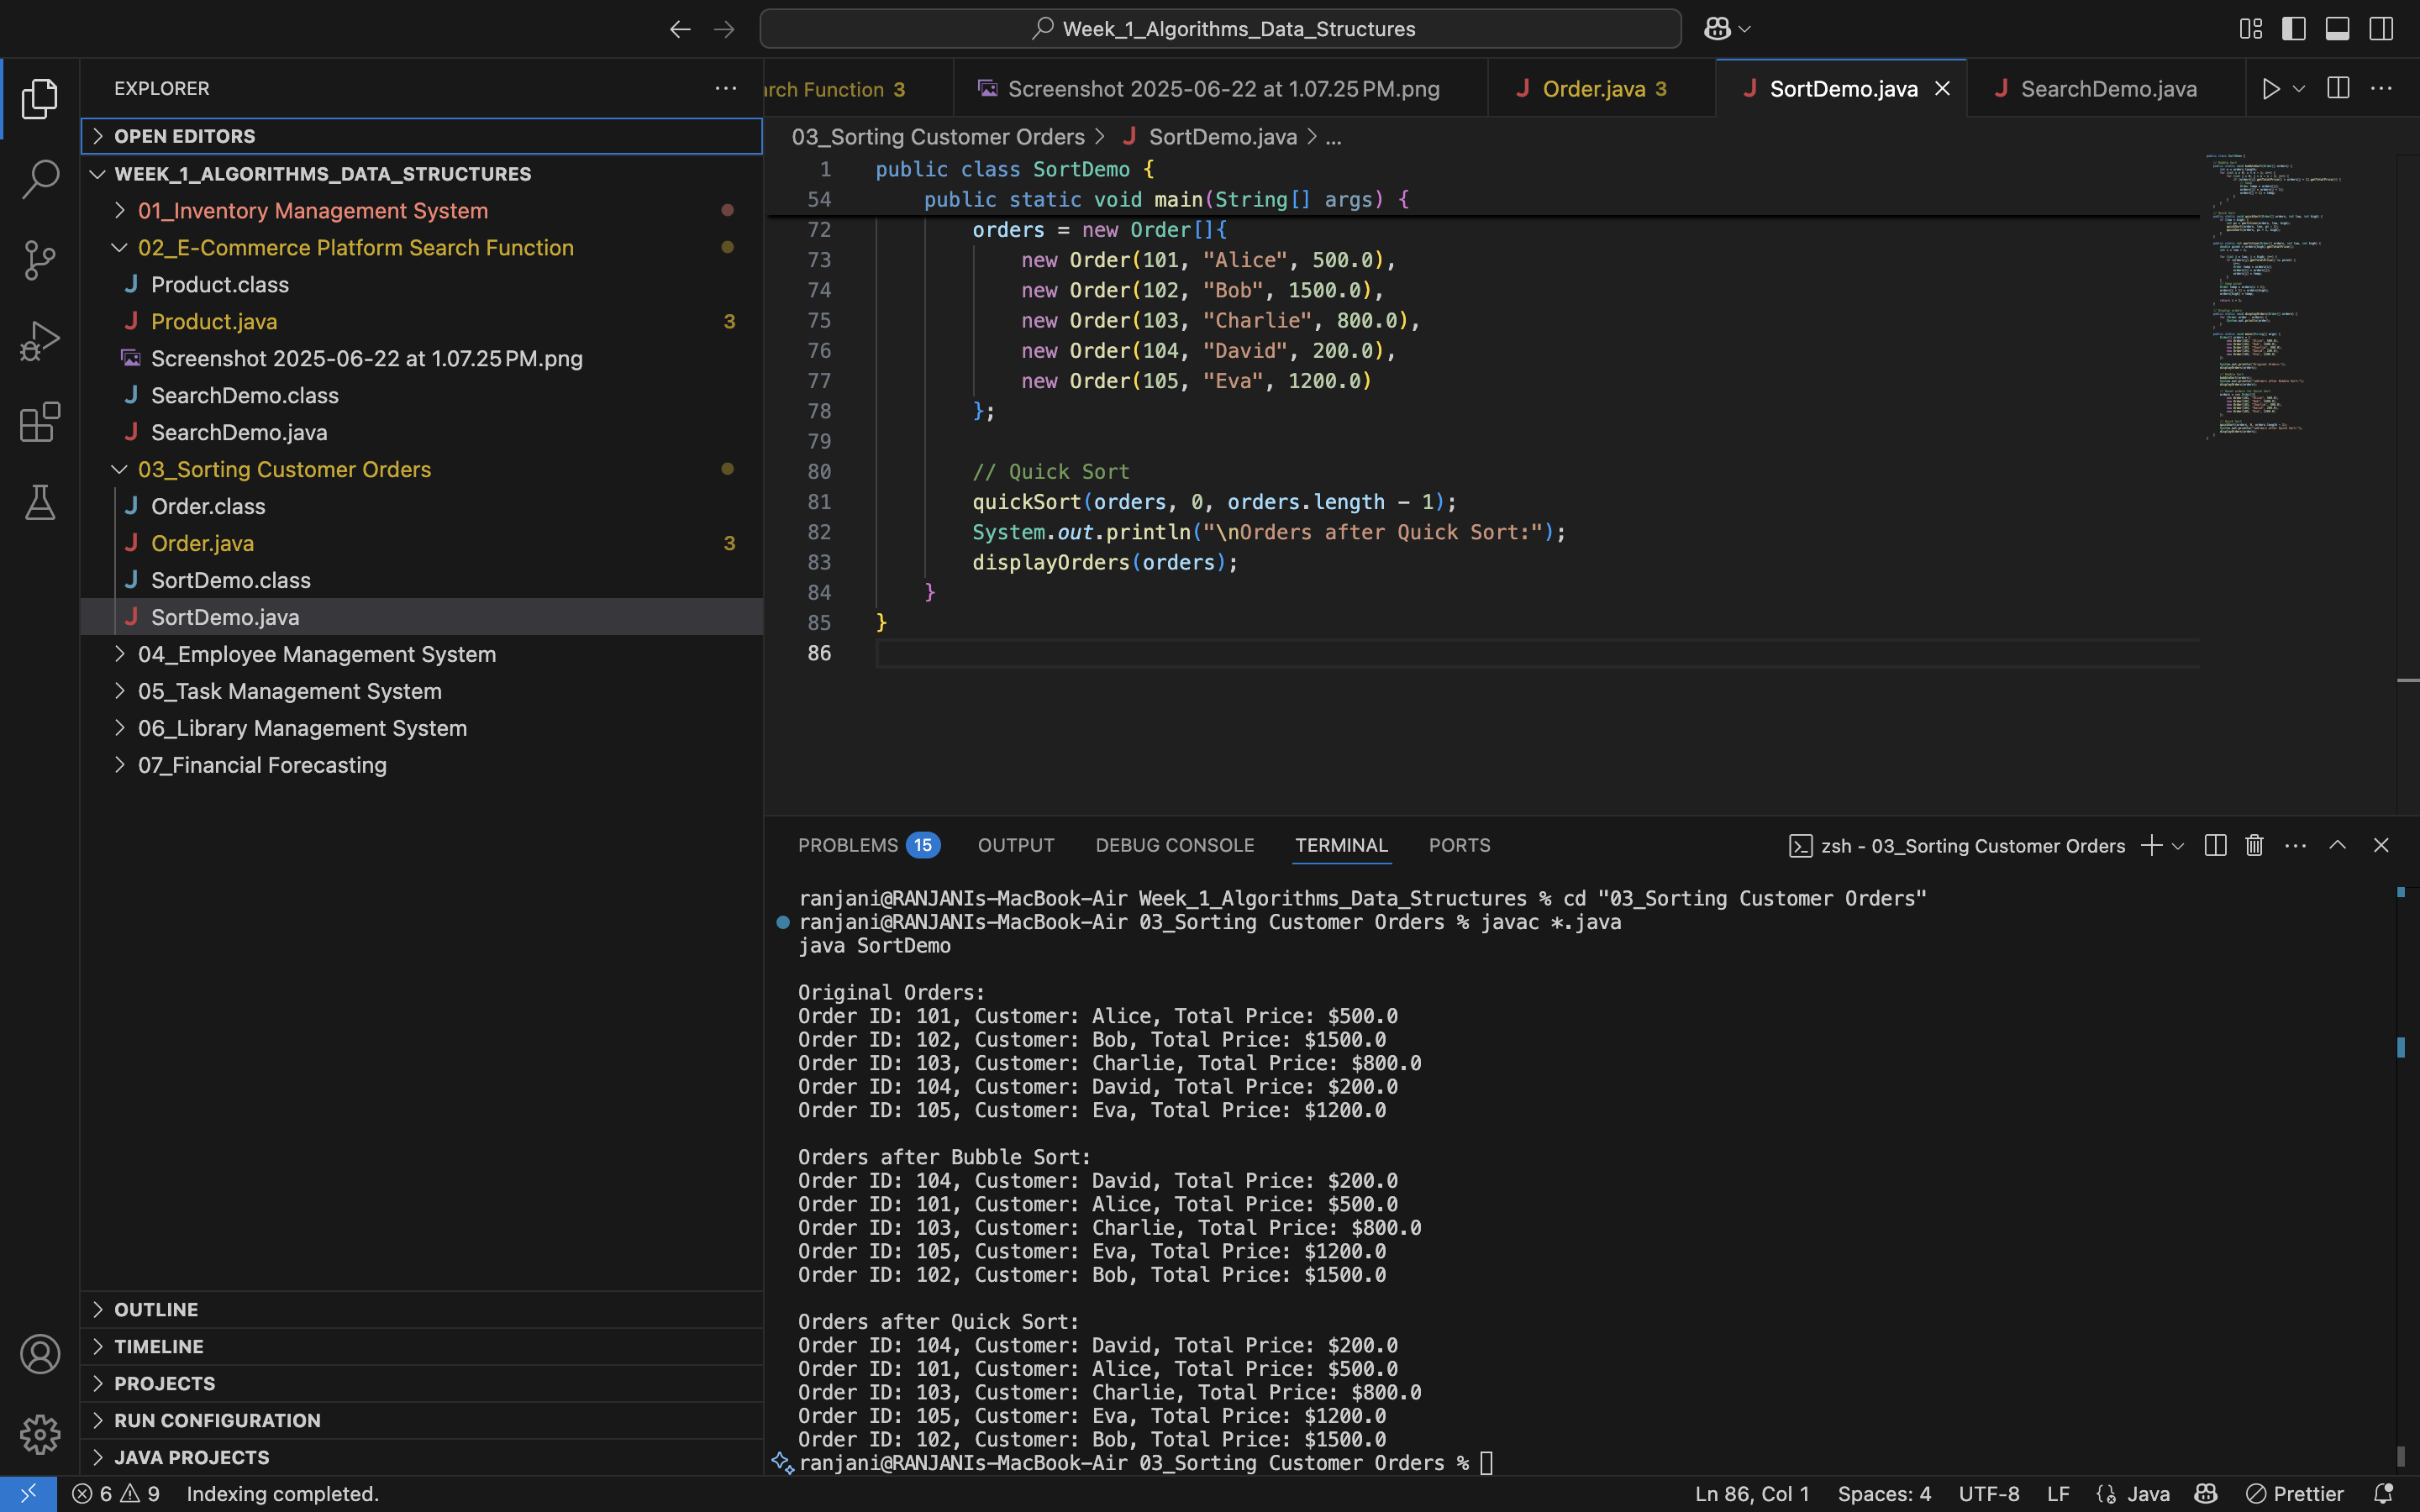 Week_1_Algorithms_Data_Structures
EXPLORER
OPEN EDITORS
WEEK_1_ALGORITHMS_DATA_STRUCTURES
01_Inventory Management System
02_E-Commerce Platform Search Function
Product.class
Product.java 3
Screenshot 2025-06-22 at 1.07.25 PM.png
SearchDemo.class
SearchDemo.java
03_Sorting Customer Orders
Order.class
Order.java 3
SortDemo.class
SortDemo.java
04_Employee Management System
05_Task Management System
06_Library Management System
07_Financial Forecasting
OUTLINE
TIMELINE
PROJECTS
RUN CONFIGURATION
JAVA PROJECTS
rch Function 3 Screenshot 2025-06-22 at 1.07.25 PM.png Order.java 3 SortDemo.java SearchDemo.java
03_Sorting Customer Orders > SortDemo.java > ...
1 public class SortDemo {
54 public static void main(String[] args) {
72 orders = new Order[]{
73 new Order(101, "Alice", 500.0),
74 new Order(102, "Bob", 1500.0),
75 new Order(103, "Charlie", 800.0),
76 new Order(104, "David", 200.0),
77 new Order(105, "Eva", 1200.0)
78 };
79
80 // Quick Sort
81 quickSort(orders, 0, orders.length - 1);
82 System.out.println("\nOrders after Quick Sort:");
83 displayOrders(orders);
84 }
85 }
86
PROBLEMS 15 OUTPUT DEBUG CONSOLE TERMINAL PORTS zsh - 03_Sorting Customer Orders
ranjani@RANJANIs-MacBook-Air Week_1_Algorithms_Data_Structures % cd "03_Sorting Customer Orders"
ranjani@RANJANIs-MacBook-Air 03_Sorting Customer Orders % javac *.java
java SortDemo
Original Orders:
Order ID: 101, Customer: Alice, Total Price: $500.0
Order ID: 102, Customer: Bob, Total Price: $1500.0
Order ID: 103, Customer: Charlie, Total Price: $800.0
Order ID: 104, Customer: David, Total Price: $200.0
Order ID: 105, Customer: Eva, Total Price: $1200.0
Orders after Bubble Sort:
Order ID: 104, Customer: David, Total Price: $200.0
Order ID: 101, Customer: Alice, Total Price: $500.0
Order ID: 103, Customer: Charlie, Total Price: $800.0
Order ID: 105, Customer: Eva, Total Price: $1200.0
Order ID: 102, Customer: Bob, Total Price: $1500.0
Orders after Quick Sort:
Order ID: 104, Customer: David, Total Price: $200.0
Order ID: 101, Customer: Alice, Total Price: $500.0
Order ID: 103, Customer: Charlie, Total Price: $800.0
Order ID: 105, Customer: Eva, Total Price: $1200.0
Order ID: 102, Customer: Bob, Total Price: $1500.0
ranjani@RANJANIs-MacBook-Air 03_Sorting Customer Orders %
6 9 Indexing completed. Ln 86, Col 1 Spaces: 4 UTF-8 LF Java Prettier